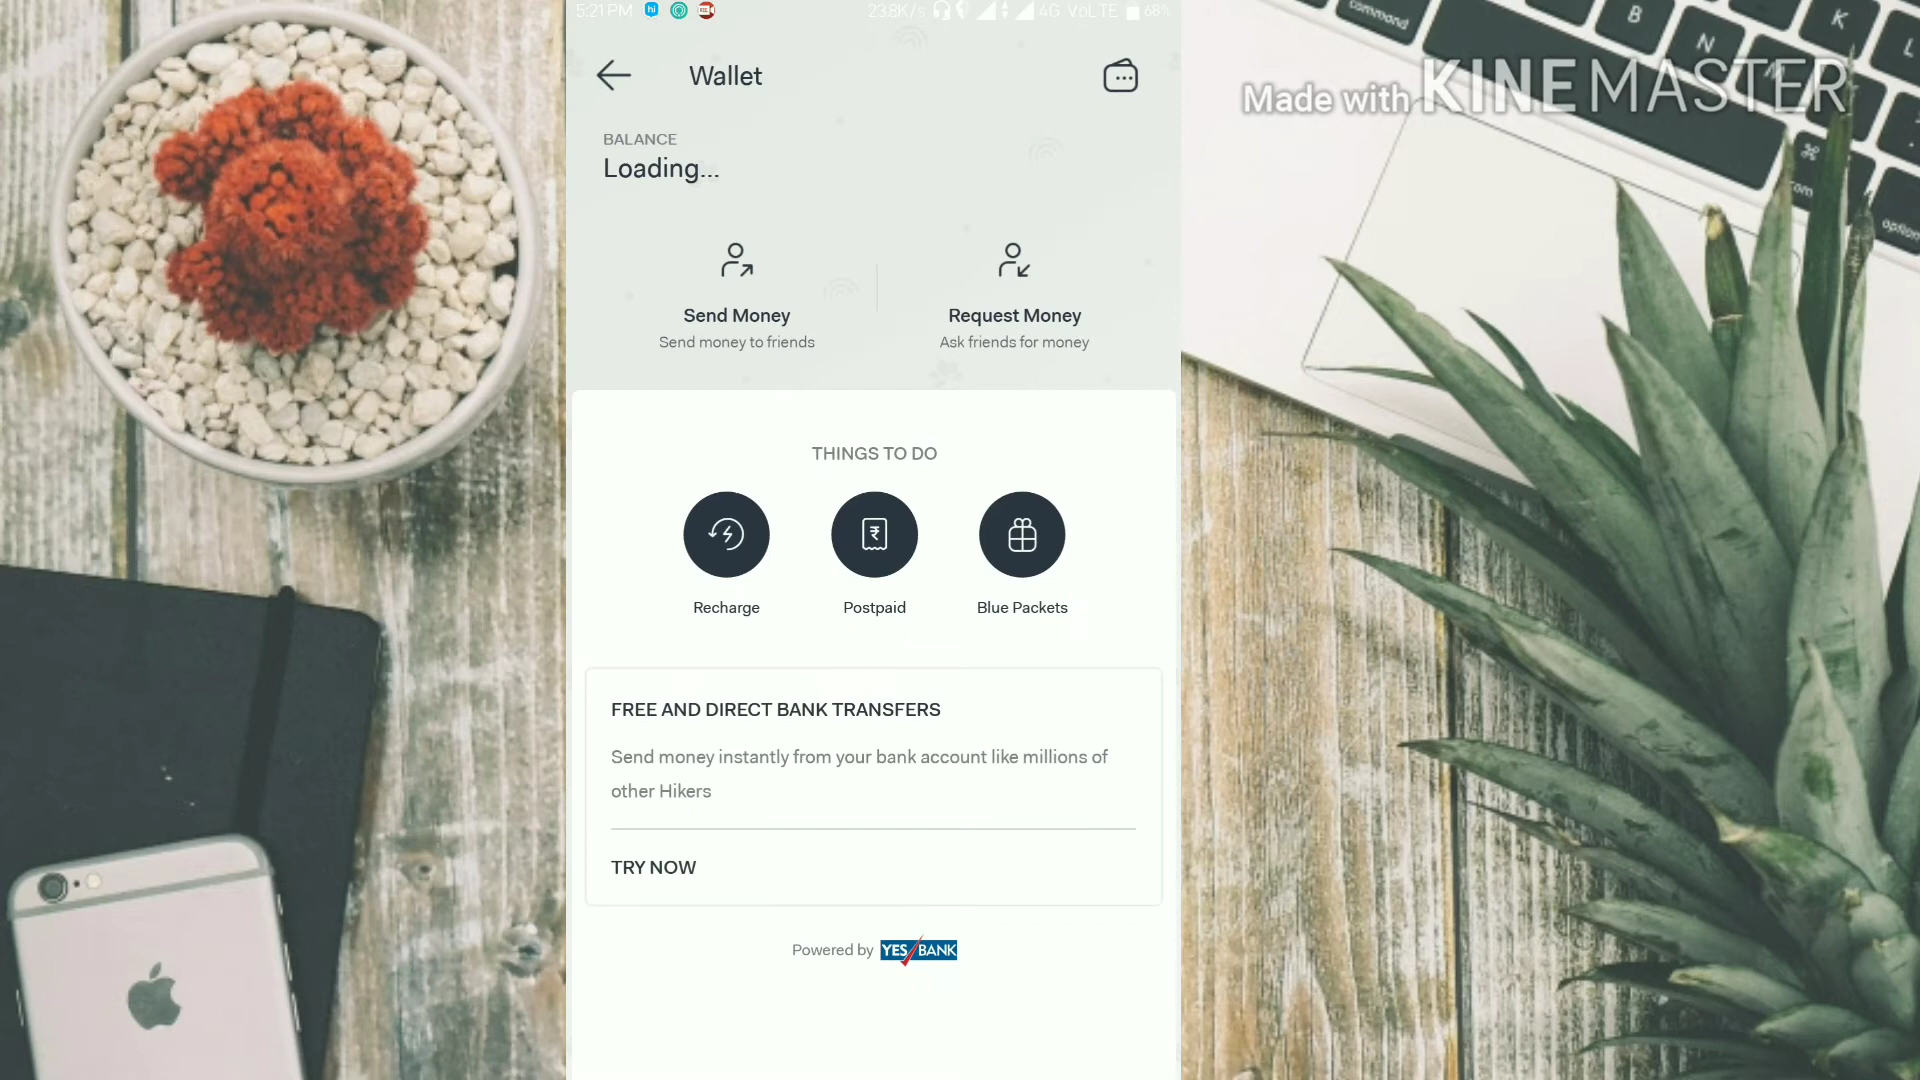 5:21 PM
23.8K/s 4G VoLTE 68%
Wallet
BALANCE
Loading...
Send Money
Send money to friends
Request Money
Ask friends for money
THINGS TO DO
Recharge
Postpaid
Blue Packets
FREE AND DIRECT BANK TRANSFERS
Send money instantly from your bank account like millions of
other Hikers
TRY NOW
Powered by YES BANK
Made with KINEMASTER
command
B
N
M
K
L
option